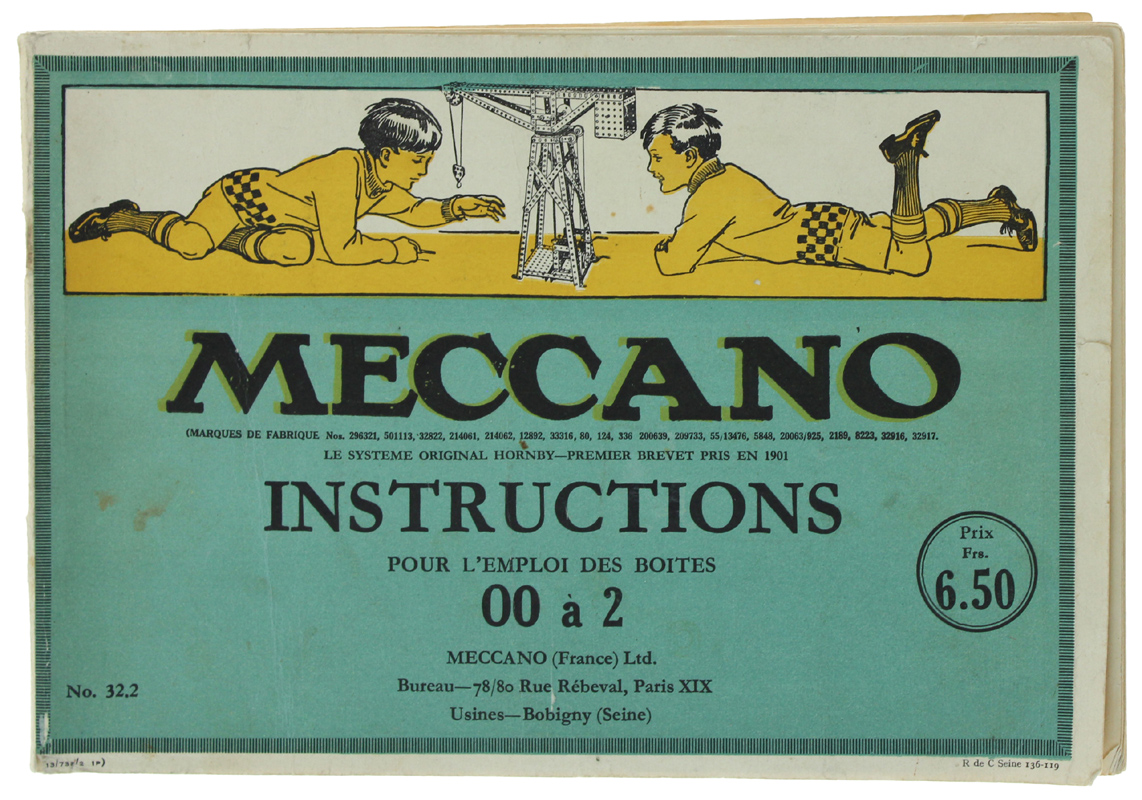 MECCANO
(MARQUES DE FABRIQUE Nos. 296321, 501113, 32822, 214061, 214062, 12892, 33316, 80, 124, 336 200639, 209733, 55/13476, 5848, 20063/925, 2189, 8223, 32916, 32917.
LE SYSTEME ORIGINAL HORNBY—PREMIER BREVET PRIS EN 1901
INSTRUCTIONS
POUR L'EMPLOI DES BOITES
00 à 2
Prix
Frs.
6.50
MECCANO (France) Ltd.
Bureau—78/80 Rue Rébeval, Paris XIX
Usines—Bobigny (Seine)
No. 32.2
R de C Seine 136-119